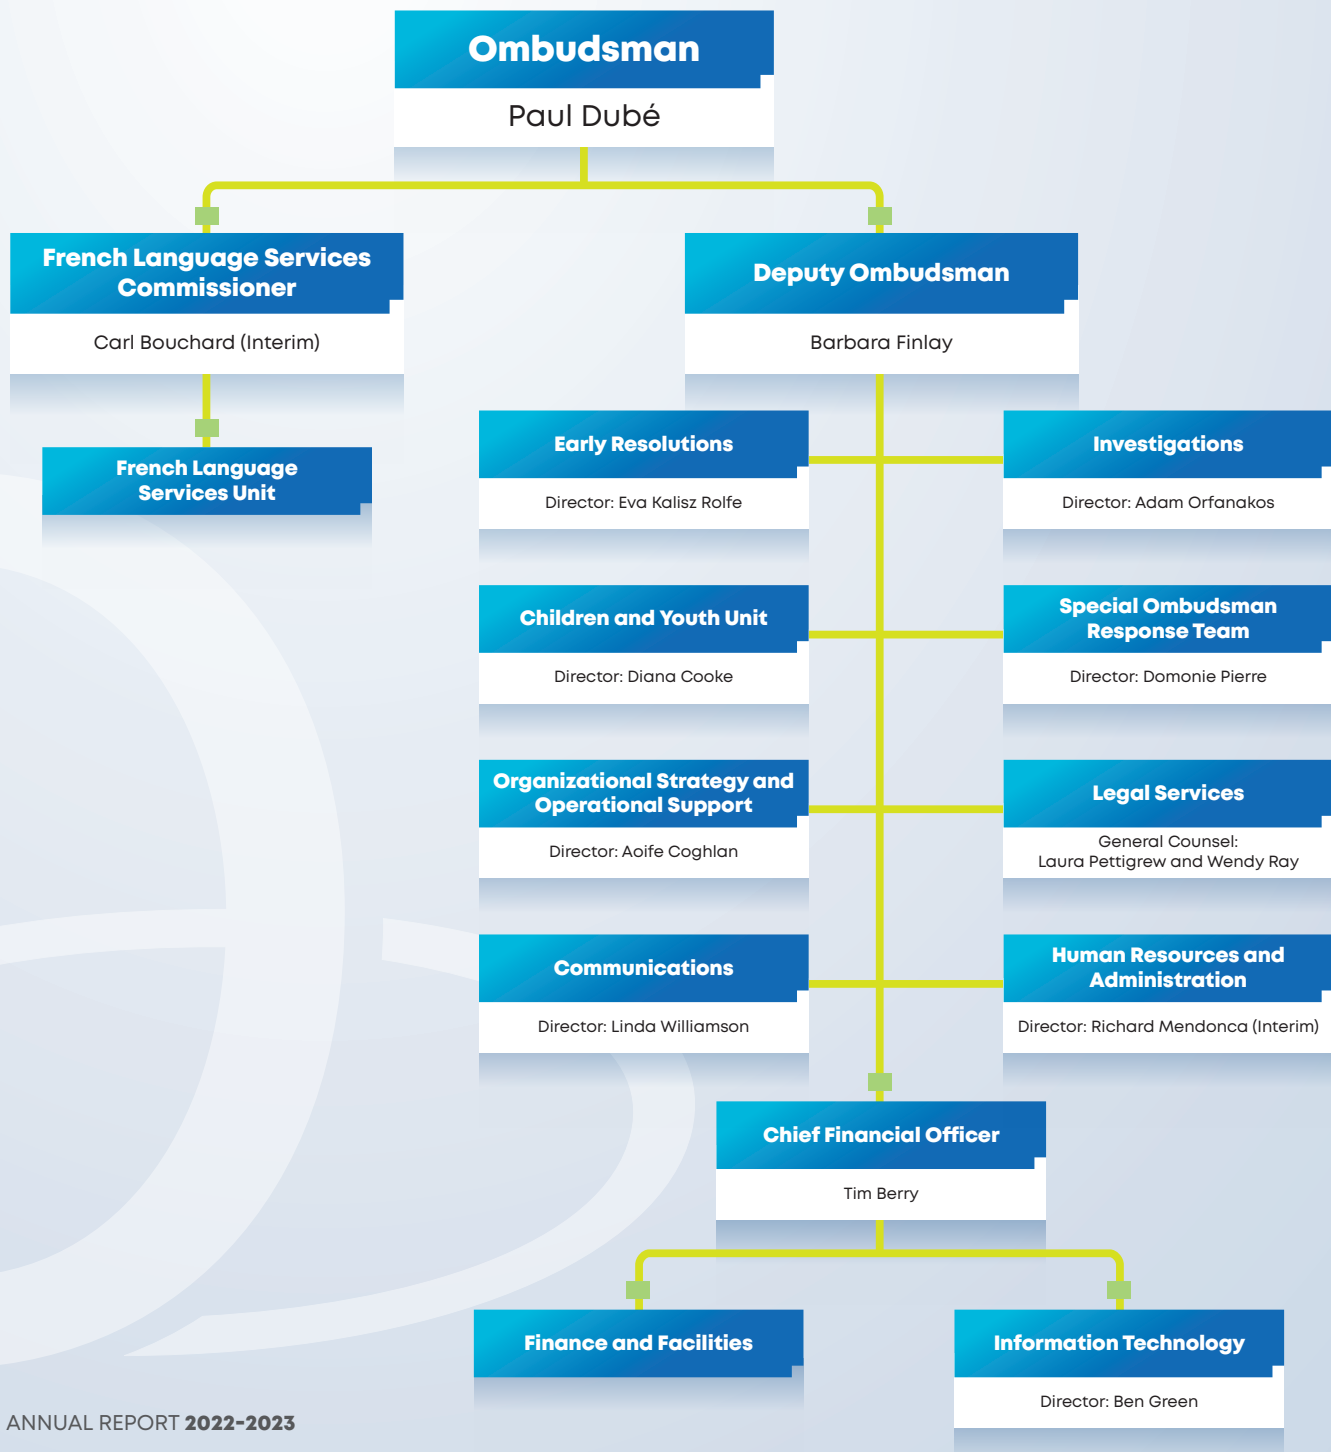 Ombudsman
Paul Dubé
French Language Services
Commissioner
Carl Bouchard (Interim)
French Language
Services Unit
Deputy Ombudsman
Barbara Finlay
Early Resolutions
Director: Eva Kalisz Rolfe
Investigations
Director: Adam Orfanakos
Children and Youth Unit
Director: Diana Cooke
Special Ombudsman
Response Team
Director: Domonie Pierre
Organizational Strategy and
Operational Support
Director: Aoife Coghlan
Legal Services
General Counsel:
Laura Pettigrew and Wendy Ray
Communications
Director: Linda Williamson
Human Resources and
Administration
Director: Richard Mendonca (Interim)
Chief Financial Officer
Tim Berry
Finance and Facilities
Information Technology
Director: Ben Green
ANNUAL REPORT 2022-2023